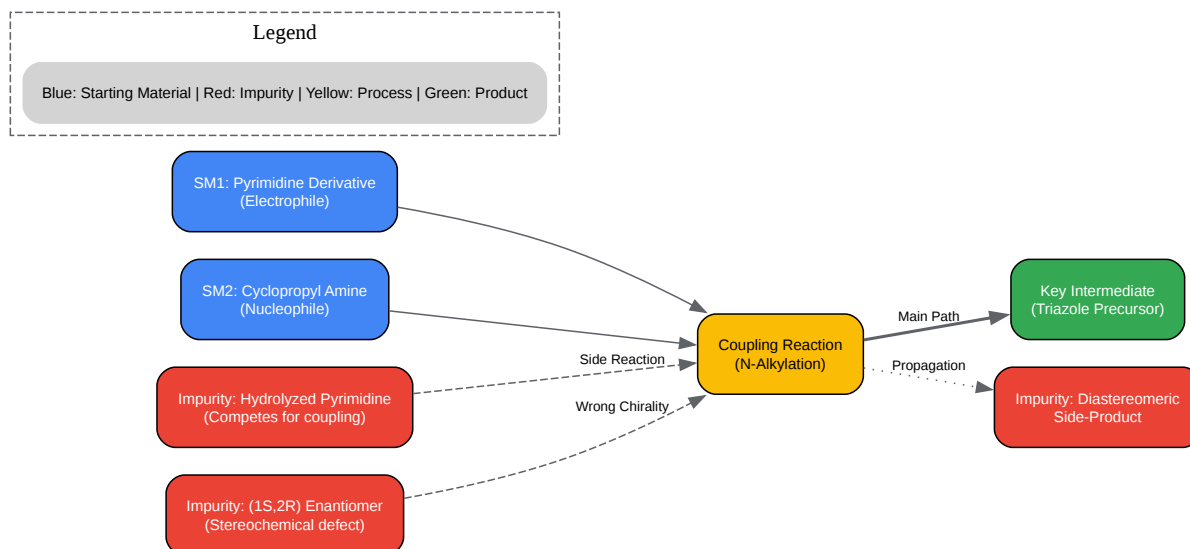 Legend
Blue: Starting Material | Red: Impurity | Yellow: Process | Green: Product
SM1: Pyrimidine Derivative
(Electrophile)
SM2: Cyclopropyl Amine
(Nucleophile)
Impurity: Hydrolyzed Pyrimidine
(Competes for coupling)
Impurity: (1S,2R) Enantiomer
(Stereochemical defect)
Side Reaction
Wrong Chirality
Coupling Reaction
(N-Alkylation)
Main Path
Propagation
Key Intermediate
(Triazole Precursor)
Impurity: Diastereomeric
Side-Product